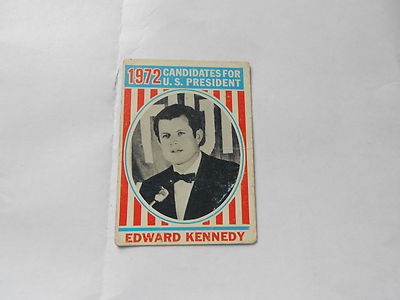 1972 CANDIDATES FOR
U. S. PRESIDENT
EDWARD KENNEDY